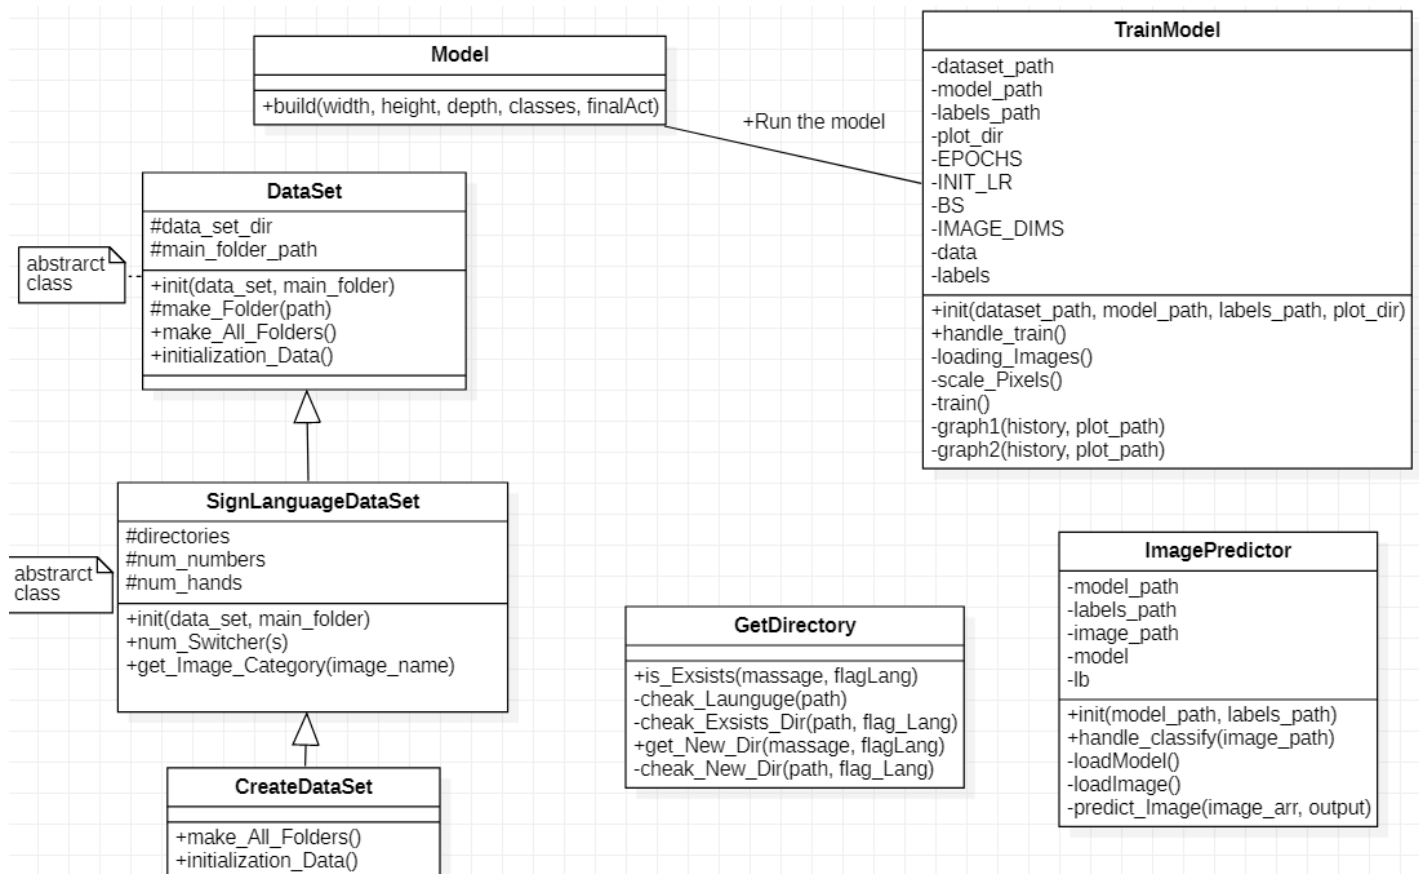 Model
+build(width, height, depth, classes, finalAct)
+Run the model
TrainModel
-dataset_path
-model_path
-labels_path
-plot_dir
-EPOCHS
-INIT_LR
-BS
-IMAGE_DIMS
-data
-labels
+init(dataset_path, model_path, labels_path, plot_dir)
+handle_train()
-loading_Images()
-scale_Pixels()
-train()
-graph1(history, plot_path)
-graph2(history, plot_path)
DataSet
#data_set_dir
#main_folder_path
+init(data_set, main_folder)
#make_Folder(path)
+make_All_Folders()
+initialization_Data()
abstrarct
class
SignLanguageDataSet
#directories
#num_numbers
#num_hands
+init(data_set, main_folder)
+num_Switcher(s)
+get_Image_Category(image_name)
abstrarct
class
CreateDataSet
+make_All_Folders()
+initialization_Data()
GetDirectory
+is_Exsists(massage, flagLang)
-cheak_Launguge(path)
-cheak_Exsists_Dir(path, flag_Lang)
+get_New_Dir(massage, flagLang)
-cheak_New_Dir(path, flag_Lang)
ImagePredictor
-model_path
-labels_path
-image_path
-model
-lb
+init(model_path, labels_path)
+handle_classify(image_path)
-loadModel()
-loadImage()
-predict_Image(image_arr, output)